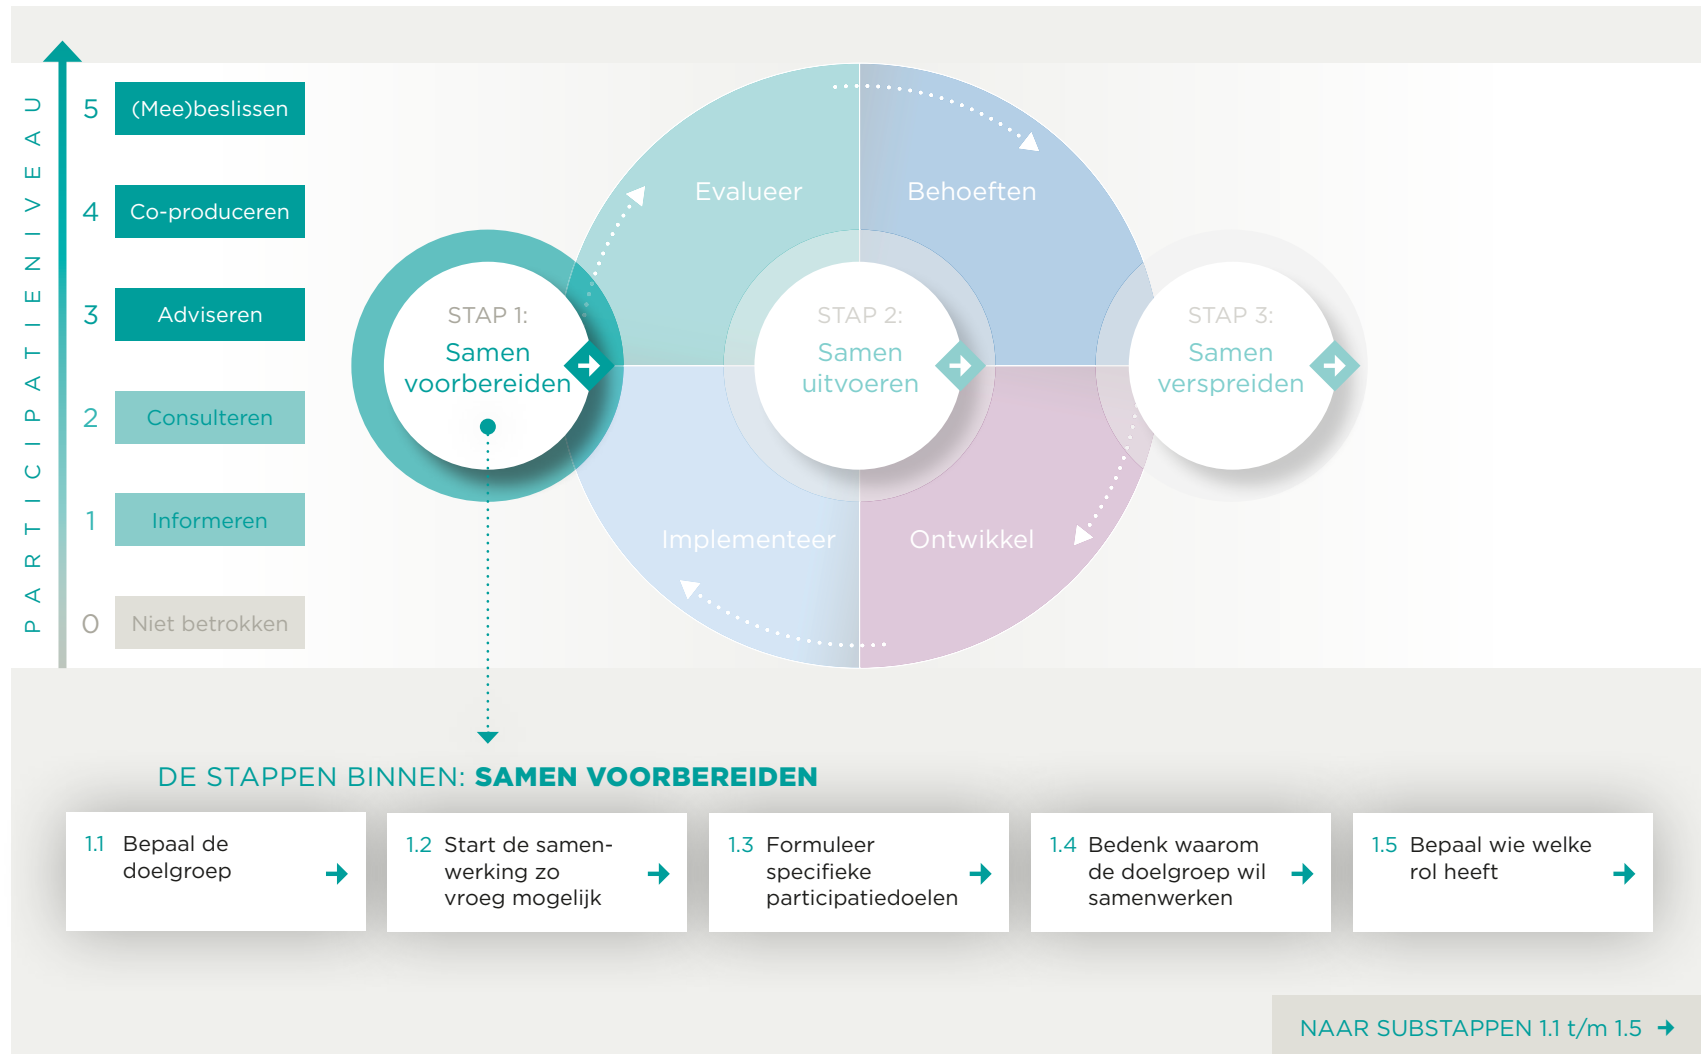 PARTICIPATIENIVEAU
5 (Mee)beslissen
4 Co-produceren
3 Adviseren
2 Consulteren
1 Informeren
0 Niet betrokken
Evalueer
Behoeften
Implementeer
Ontwikkel
STAP 1:
Samen
voorbereiden
STAP 2:
Samen
uitvoeren
STAP 3:
Samen
verspreiden
DE STAPPEN BINNEN: SAMEN VOORBEREIDEN
1.1 Bepaal de
doelgroep
1.2 Start de samen-
werking zo
vroeg mogelijk
1.3 Formuleer
specifieke
participatiedoelen
1.4 Bedenk waarom
de doelgroep wil
samenwerken
1.5 Bepaal wie welke
rol heeft
NAAR SUBSTAPPEN 1.1 t/m 1.5